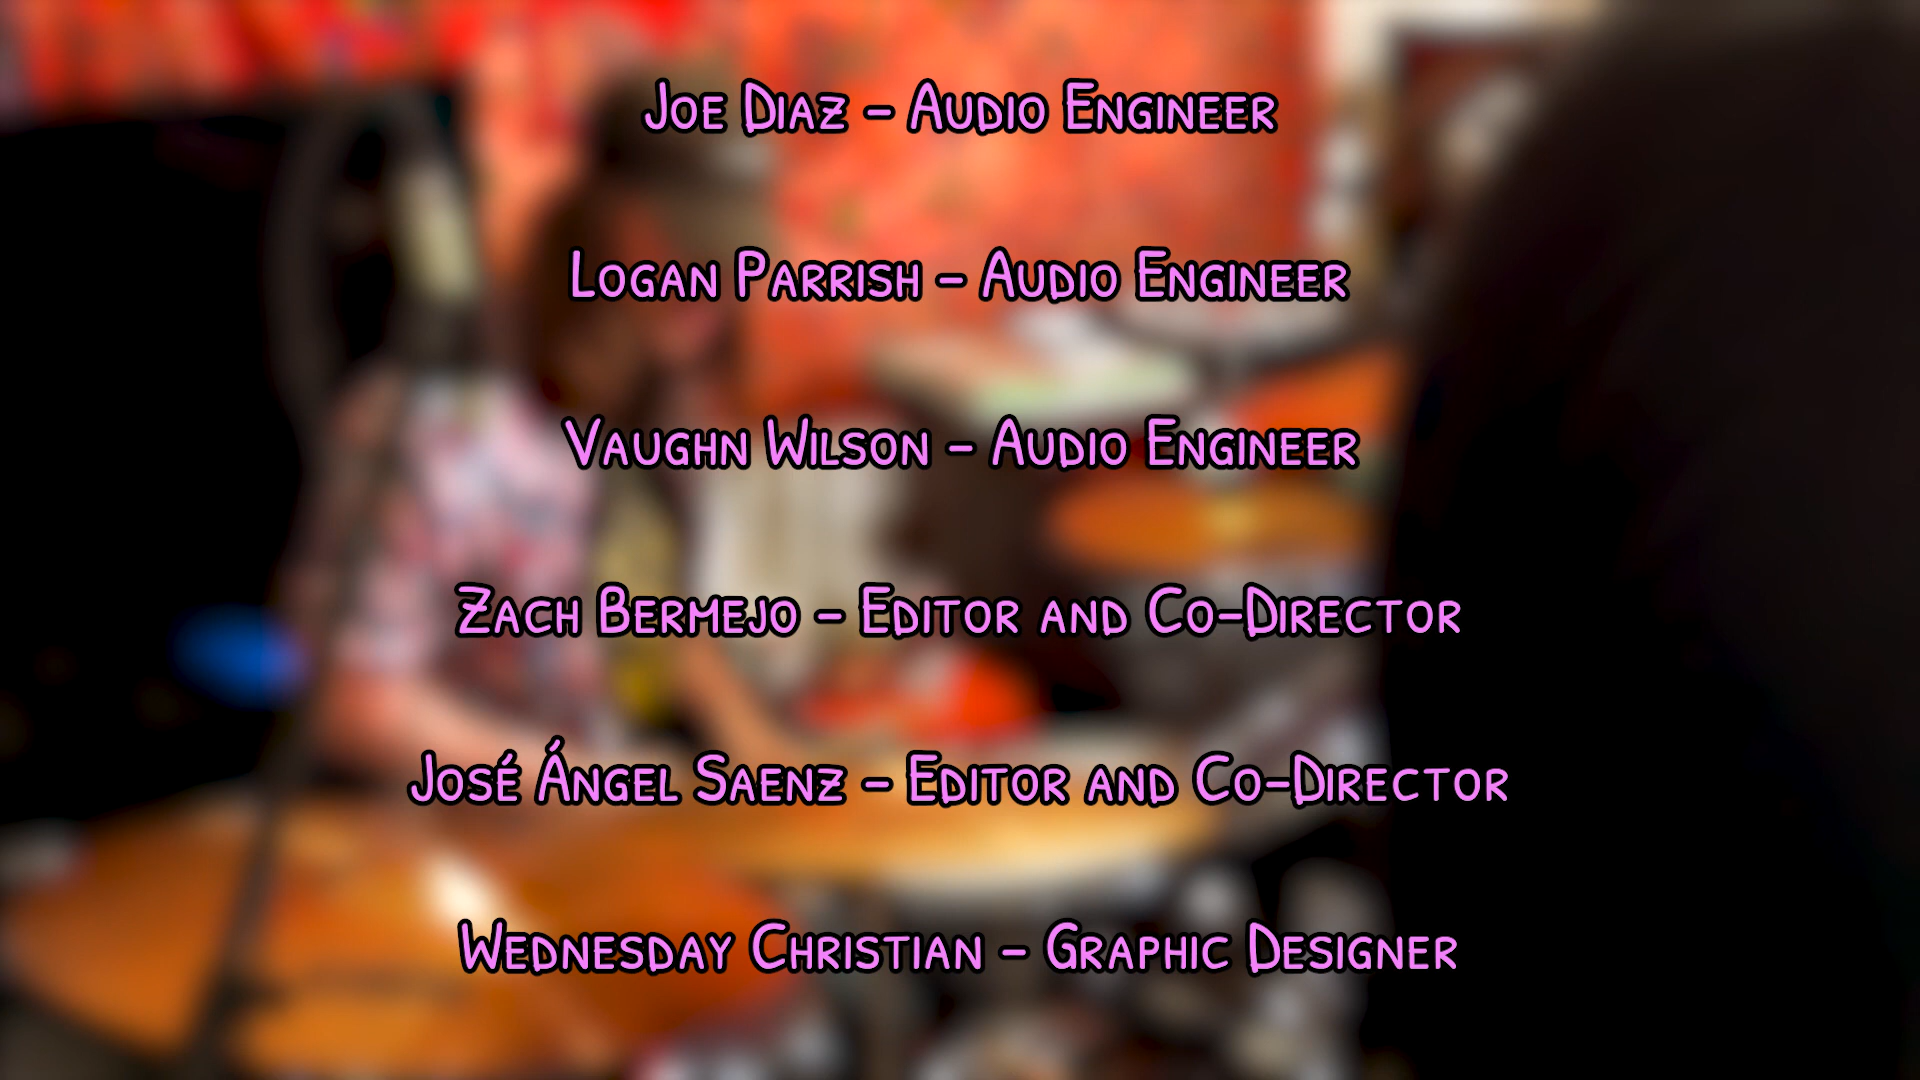 Joe Diaz - Audio Engineer
Logan Parrish - Audio Engineer
Vaughn Wilson - Audio Engineer
Zach Bermejo - Editor and Co-Director
José Ángel Saenz - Editor and Co-Director
Wednesday Christian - Graphic Designer